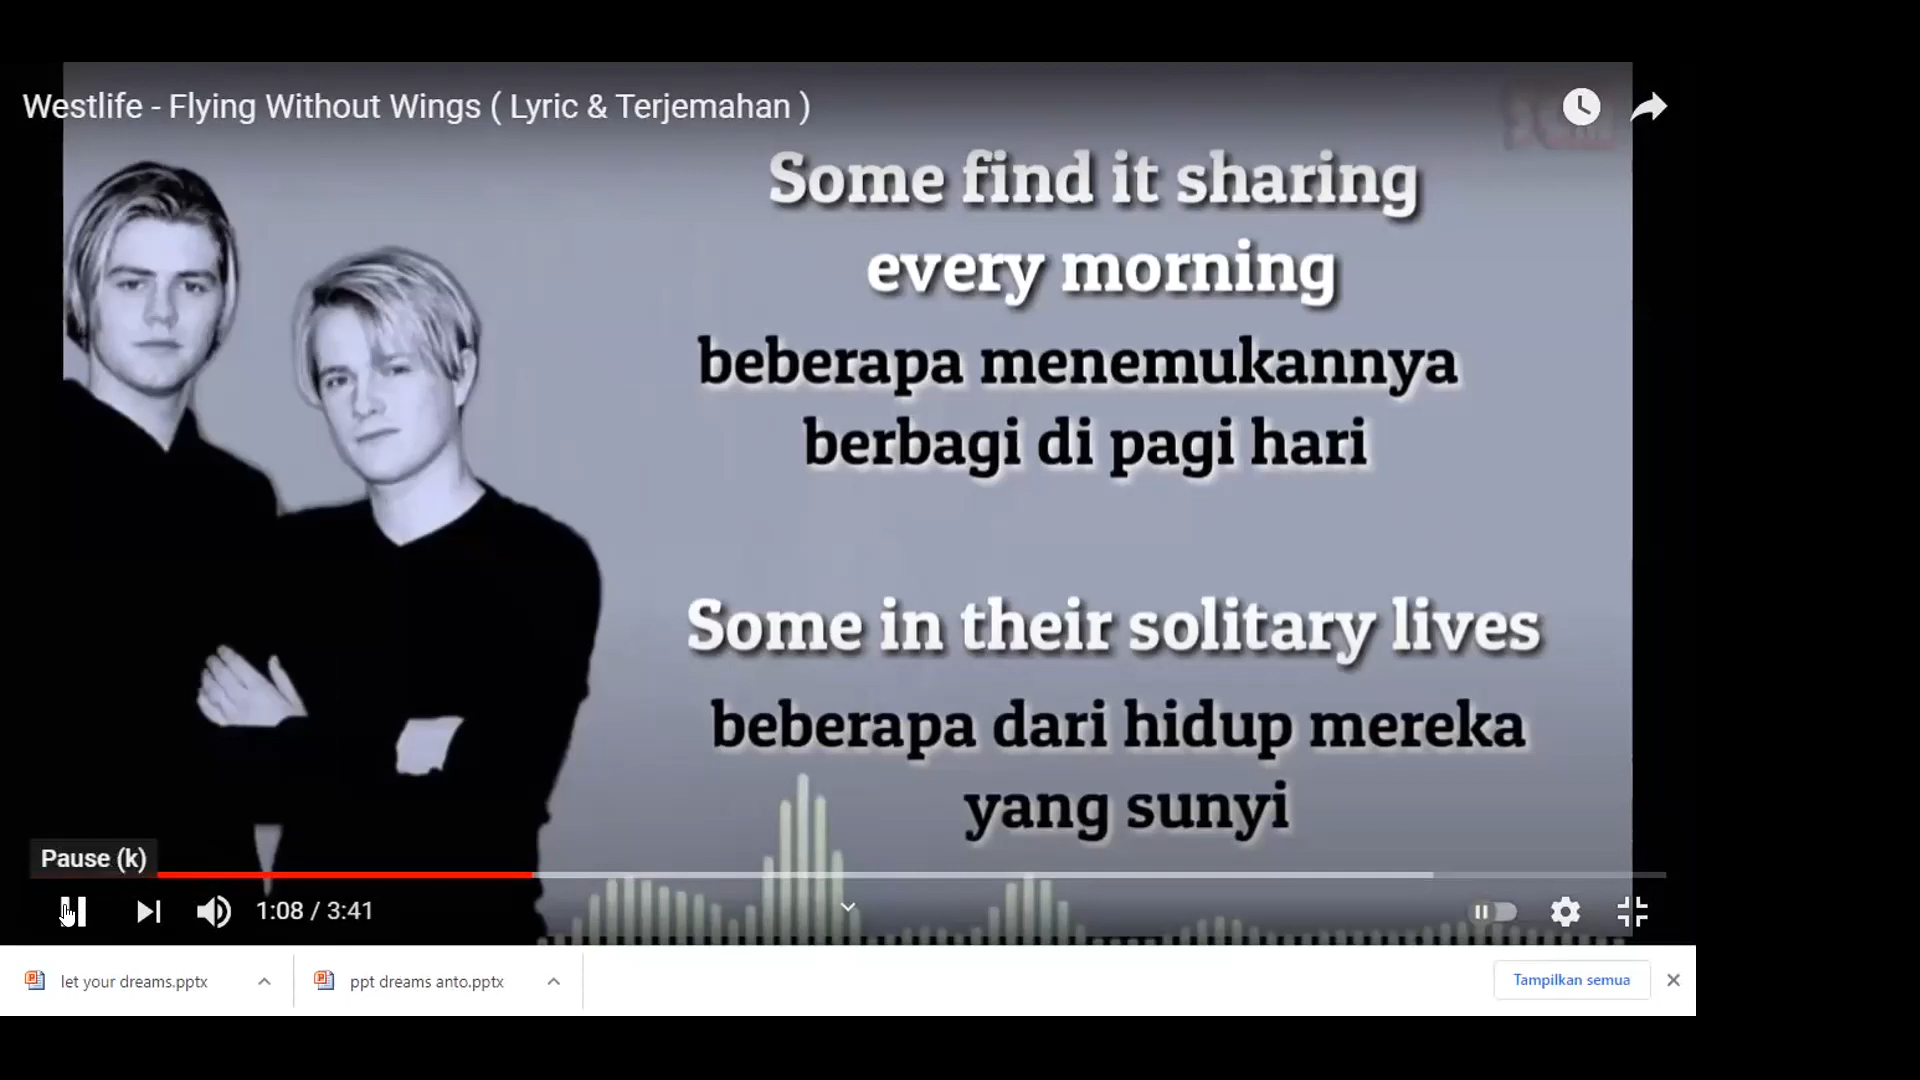 Westlife - Flying Without Wings ( Lyric & Terjemahan )
Some find it sharing
every morning
beberapa menemukannya
berbagi di pagi hari
Some in their solitary lives
beberapa dari hidup mereka
yang sunyi
Pause (k)
1:08 / 3:41
let your dreams.pptx
ppt dreams anto.pptx
Tampilkan semua